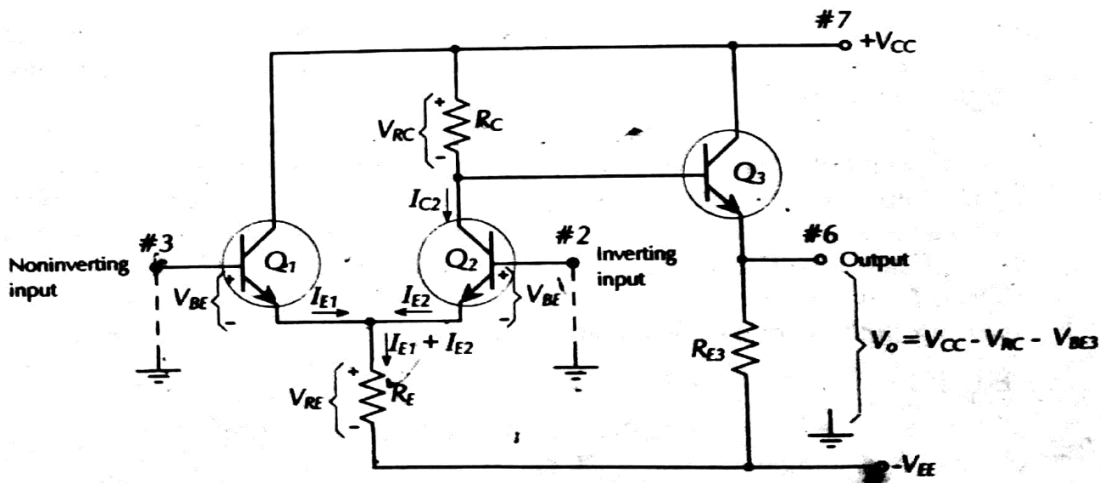 #7
+VCC
VRC
+
-
RC
Q3
IC2
#3
#2
#6
Noninverting
input
Q1
Q2
Inverting
input
Output
VBE
+
-
IE1
IE2
+
VBE
-
IE1 + IE2
RE3
Vo = VCC - VRC - VBE3
VRE
+
-
RE
-VEE